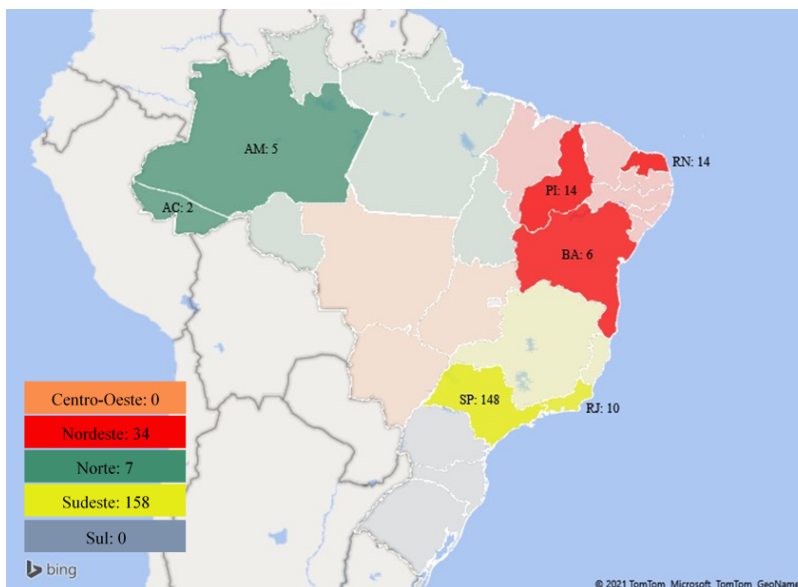 AM: 5
RN: 14
PI: 14
AC: 2
BA: 6
SP: 148
RJ: 10
Centro-Oeste: 0
Nordeste: 34
Norte: 7
Sudeste: 158
Sul: 0
bing
© 2021 TomTom, Microsoft, TomTom, GeoName